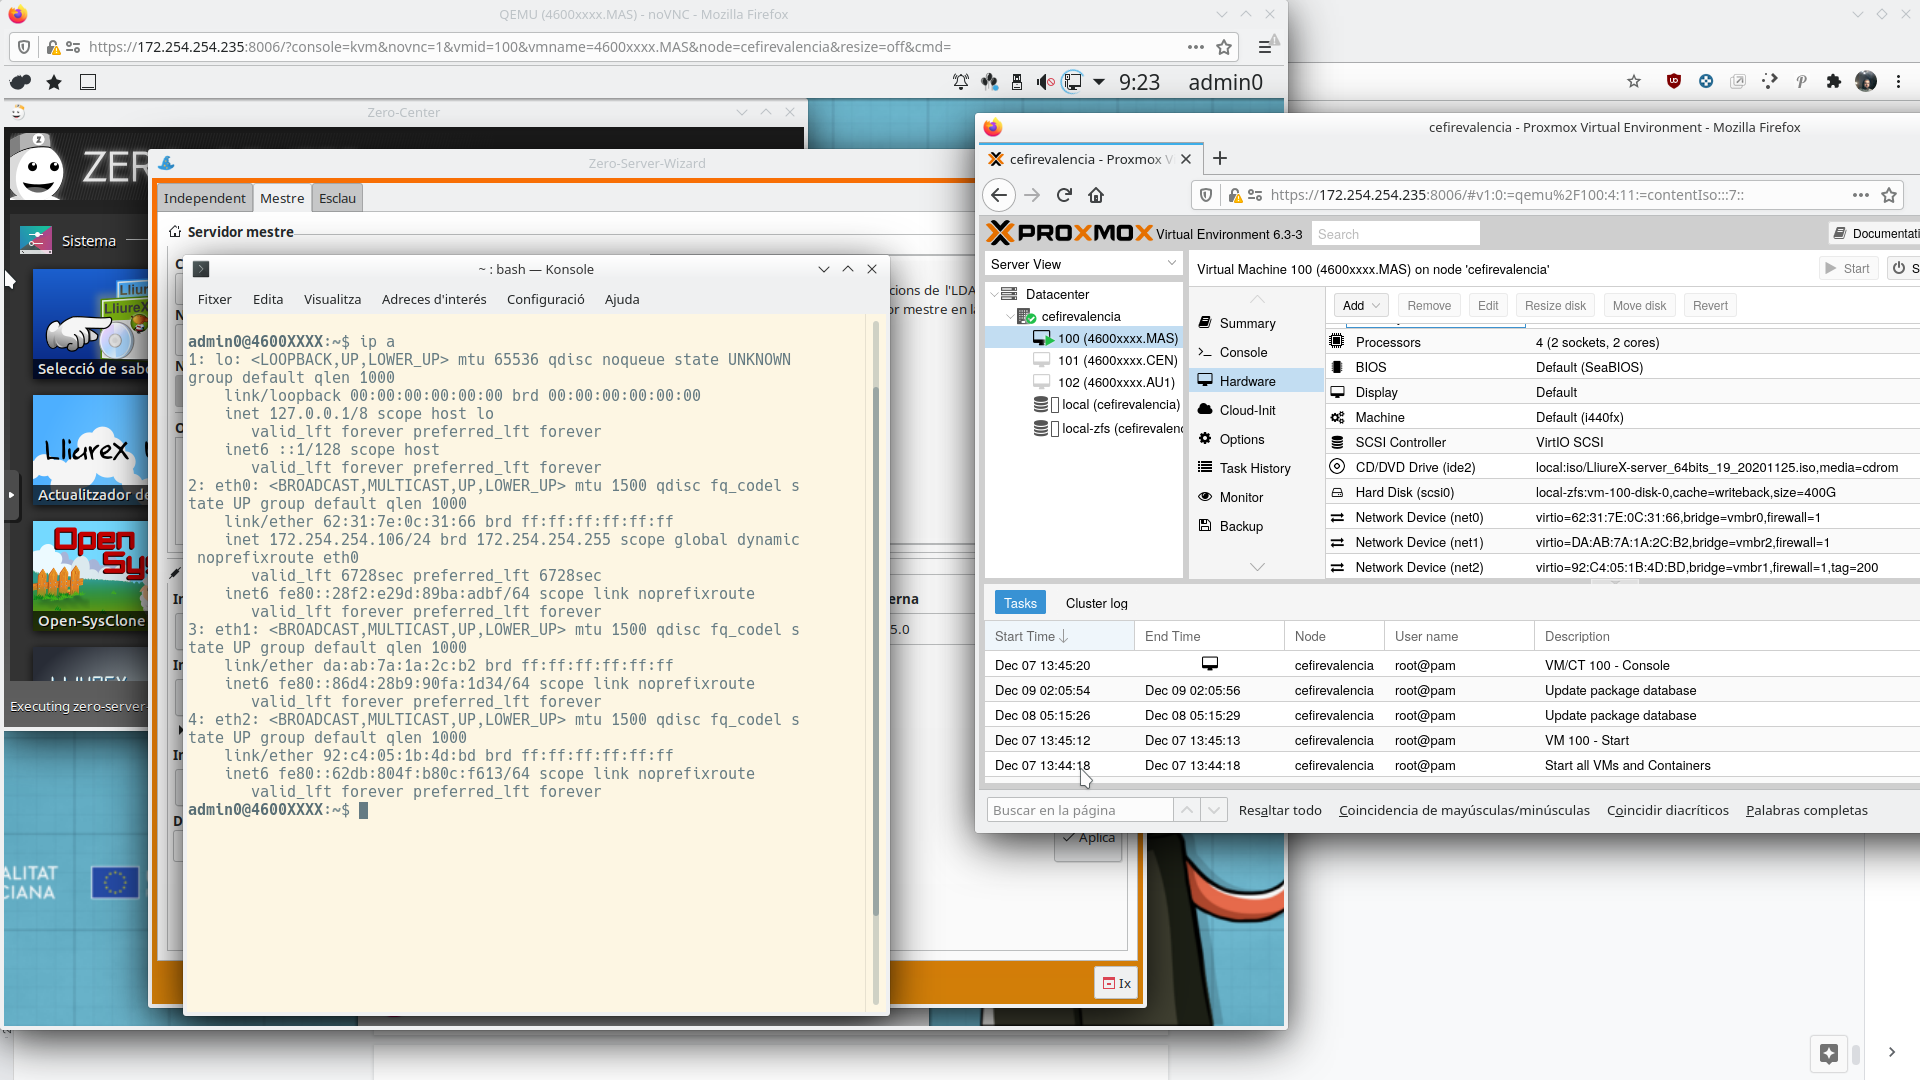 QEMU (4600xxxx.MAS) - noVNC - Mozilla Firefox
https://172.254.254.235:8006/?console=kvm&novnc=1&vmid=100&vmname=4600xxxx.MAS&node=cefirevalencia&resize=off&cmd=
9:23 admin0
Zero-Center
Sistema
Selecció de
Lliurex
Actualitzador de
Open
Open-SysClone
Executing zero-server-
Zero-Server-Wizard
Independent Mestre Esclau
Servidor mestre
cions de l'LDA
or mestre en la
erna
5.0
Aplica
Ix
~ : bash — Konsole
Fitxer Edita Visualitza Adreces d'interés Configuració Ajuda
admin0@4600XXXX:~$ ip a
1: lo: <LOOPBACK,UP,LOWER_UP> mtu 65536 qdisc noqueue state UNKNOWN
group default qlen 1000
link/loopback 00:00:00:00:00:00 brd 00:00:00:00:00:00
inet 127.0.0.1/8 scope host lo
valid_lft forever preferred_lft forever
inet6 ::1/128 scope host
valid_lft forever preferred_lft forever
2: eth0: <BROADCAST,MULTICAST,UP,LOWER_UP> mtu 1500 qdisc fq_codel s
tate UP group default qlen 1000
link/ether 62:31:7e:0c:31:66 brd ff:ff:ff:ff:ff:ff
inet 172.254.254.106/24 brd 172.254.254.255 scope global dynamic
noprefixroute eth0
valid_lft 6728sec preferred_lft 6728sec
inet6 fe80::28f2:e29d:89ba:adbf/64 scope link noprefixroute
valid_lft forever preferred_lft forever
3: eth1: <BROADCAST,MULTICAST,UP,LOWER_UP> mtu 1500 qdisc fq_codel s
tate UP group default qlen 1000
link/ether da:ab:7a:1a:2c:b2 brd ff:ff:ff:ff:ff:ff
inet6 fe80::86d4:28b9:90fa:1d34/64 scope link noprefixroute
valid_lft forever preferred_lft forever
4: eth2: <BROADCAST,MULTICAST,UP,LOWER_UP> mtu 1500 qdisc fq_codel s
tate UP group default qlen 1000
link/ether 92:c4:05:1b:4d:bd brd ff:ff:ff:ff:ff:ff
inet6 fe80::62db:804f:b80c:f613/64 scope link noprefixroute
valid_lft forever preferred_lft forever
admin0@4600XXXX:~$
ALITAT
CIANA
cefirevalencia - Proxmox Virtual Environment - Mozilla Firefox
cefirevalencia - Proxmox V
https://172.254.254.235:8006/#v1:0:=qemu%2F100:4:11:=contentIso:::7::
PROXMOX Virtual Environment 6.3-3 Search Documentati
Server View
Datacenter
cefirevalencia
100 (4600xxxx.MAS)
101 (4600xxxx.CEN)
102 (4600xxxx.AU1)
local (cefirevalencia)
local-zfs (cefirevalenc
Virtual Machine 100 (4600xxxx.MAS) on node 'cefirevalencia' Start S
Summary
Console
Hardware
Cloud-Init
Options
Task History
Monitor
Backup
Add Remove Edit Resize disk Move disk Revert
Processors 4 (2 sockets, 2 cores)
BIOS Default (SeaBIOS)
Display Default
Machine Default (i440fx)
SCSI Controller VirtIO SCSI
CD/DVD Drive (ide2) local:iso/LliureX-server_64bits_19_20201125.iso,media=cdrom
Hard Disk (scsi0) local-zfs:vm-100-disk-0,cache=writeback,size=400G
Network Device (net0) virtio=62:31:7E:0C:31:66,bridge=vmbr0,firewall=1
Network Device (net1) virtio=DA:AB:7A:1A:2C:B2,bridge=vmbr2,firewall=1
Network Device (net2) virtio=92:C4:05:1B:4D:BD,bridge=vmbr1,firewall=1,tag=200
Tasks Cluster log
Start Time End Time Node User name Description
Dec 07 13:45:20 cefirevalencia root@pam VM/CT 100 - Console
Dec 09 02:05:54 Dec 09 02:05:56 cefirevalencia root@pam Update package database
Dec 08 05:15:26 Dec 08 05:15:29 cefirevalencia root@pam Update package database
Dec 07 13:45:12 Dec 07 13:45:13 cefirevalencia root@pam VM 100 - Start
Dec 07 13:44:18 Dec 07 13:44:18 cefirevalencia root@pam Start all VMs and Containers
Buscar en la página Resaltar todo Coincidencia de mayúsculas/minúsculas Coincidir diacríticos Palabras completas